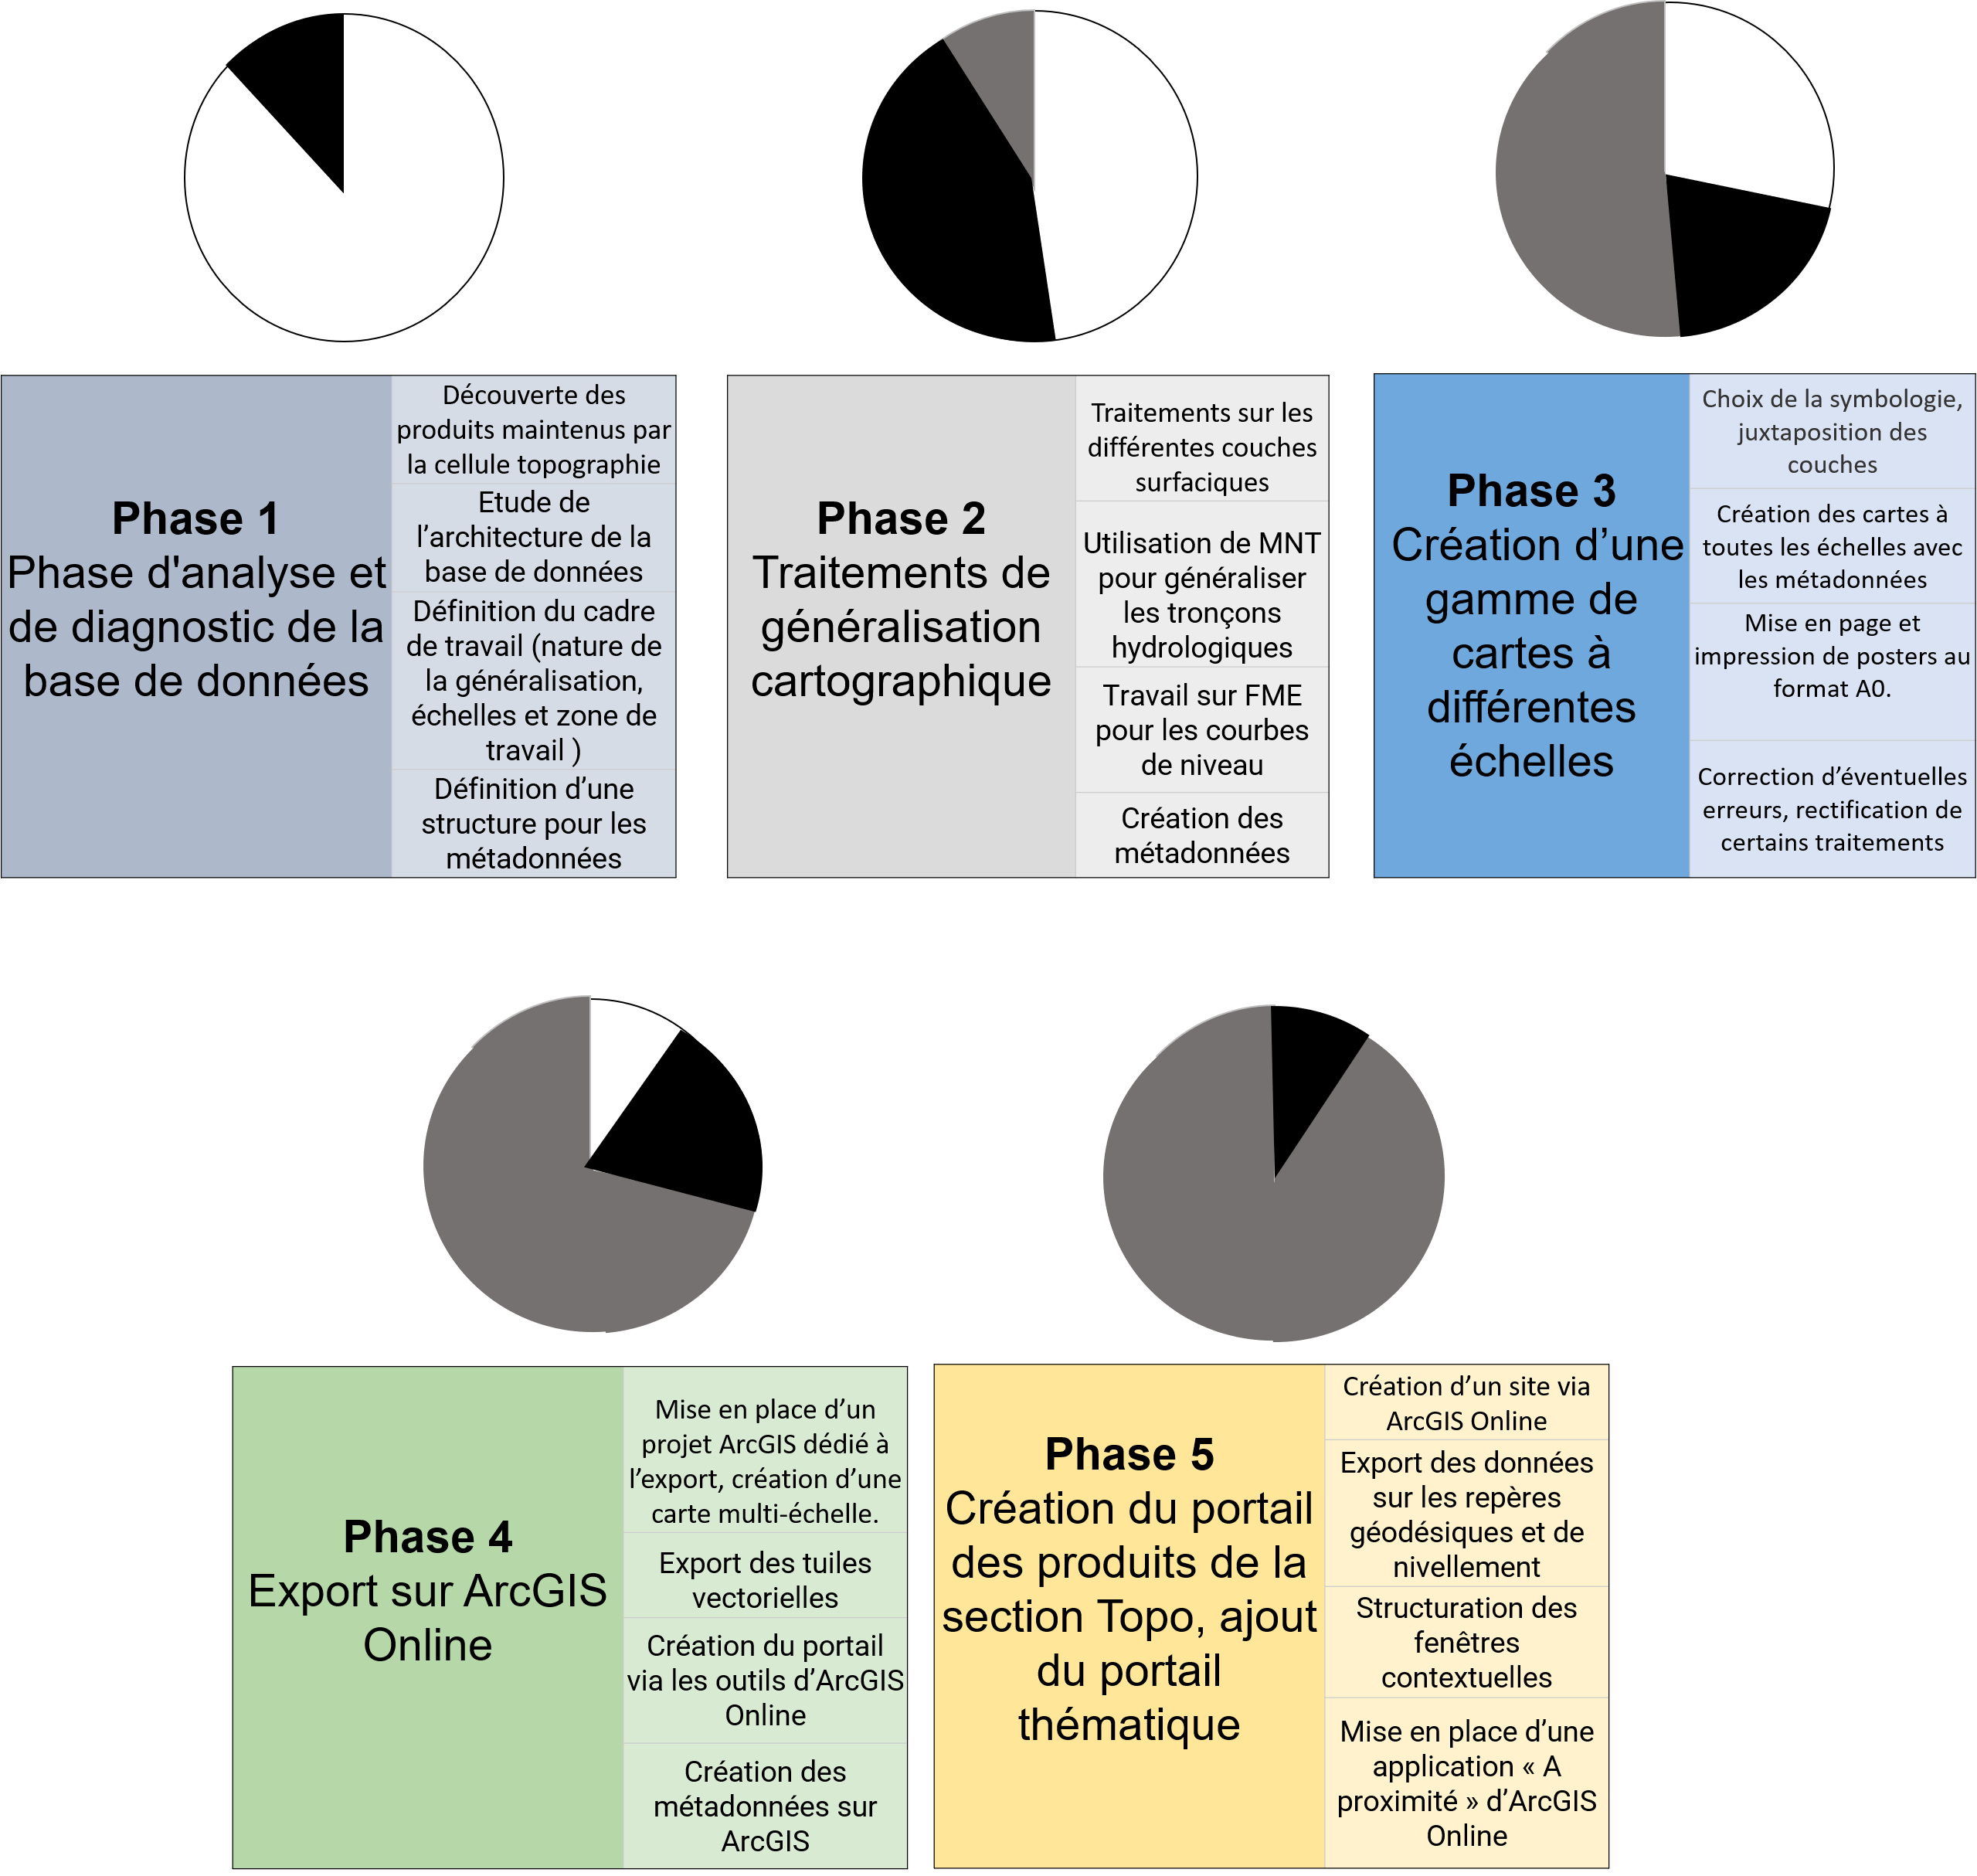 Phase 1
Phase d'analyse et
de diagnostic de la
base de données
Découverte des
produits maintenus par
la cellule topographie
Etude de
l’architecture de la
base de données
Définition du cadre
de travail (nature de
la généralisation,
échelles et zone de
travail )
Définition d’une
structure pour les
métadonnées
Phase 2
Traitements de
généralisation
cartographique
Traitements sur les
différentes couches
surfaciques
Utilisation de MNT
pour généraliser
les tronçons
hydrologiques
Travail sur FME
pour les courbes
de niveau
Création des
métadonnées
Phase 3
Création d’une
gamme de
cartes à
différentes
échelles
Choix de la symbologie,
juxtaposition des
couches
Création des cartes à
toutes les échelles avec
les métadonnées
Mise en page et
impression de posters au
format A0.
Correction d’éventuelles
erreurs, rectification de
certains traitements
Phase 4
Export sur ArcGIS
Online
Mise en place d’un
projet ArcGIS dédié à
l’export, création d’une
carte multi-échelle.
Export des tuiles
vectorielles
Création du portail
via les outils d’ArcGIS
Online
Création des
métadonnées sur
ArcGIS
Phase 5
Création du portail
des produits de la
section Topo, ajout
du portail
thématique
Création d’un site via
ArcGIS Online
Export des données
sur les repères
géodésiques et de
nivellement
Structuration des
fenêtres
contextuelles
Mise en place d’une
application « A
proximité » d’ArcGIS
Online